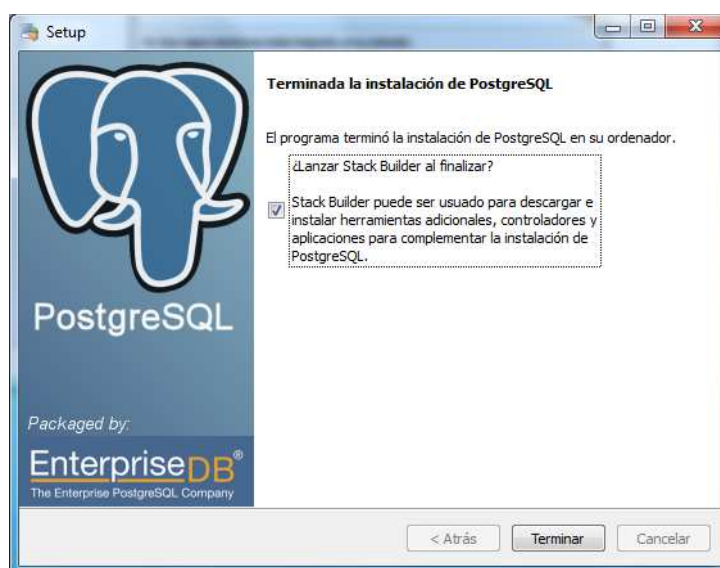 Setup
Terminada la instalación de PostgreSQL
El programa terminó la instalación de PostgreSQL en su ordenador.
¿Lanzar Stack Builder al finalizar?
Stack Builder puede ser usado para descargar e
instalar herramientas adicionales, controladores y
aplicaciones para complementar la instalación de
PostgreSQL.
PostgreSQL
Packaged by:
EnterpriseDB®
The Enterprise PostgreSQL Company
< Atrás
Terminar
Cancelar